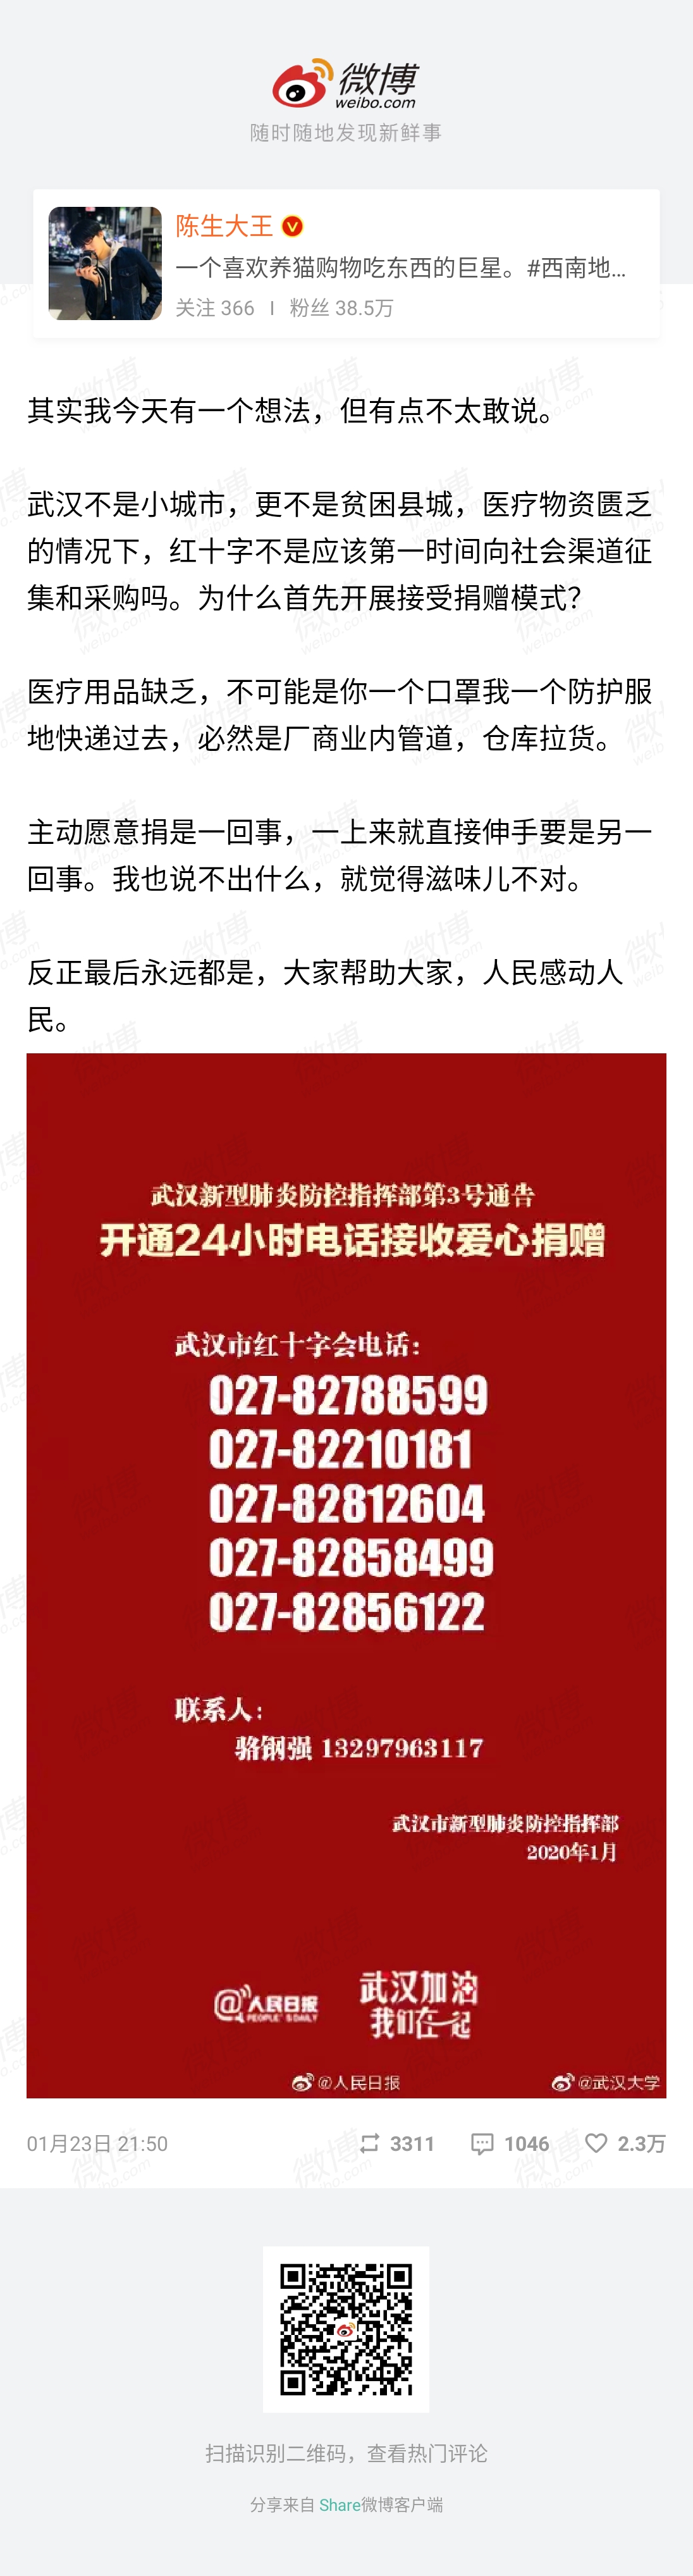 微博
weibo.com
随时随地发现新鲜事
陈生大王
一个喜欢养猫购物吃东西的巨星。#西南地...
关注 366 | 粉丝 38.5万
其实我今天有一个想法，但有点不太敢说。
武汉不是小城市，更不是贫困县城，医疗物资匮乏
的情况下，红十字不是应该第一时间向社会渠道征
集和采购吗。为什么首先开展接受捐赠模式？
医疗用品缺乏，不可能是你一个口罩我一个防护服
地快递过去，必然是厂商业内管道，仓库拉货。
主动愿意捐是一回事，一上来就直接伸手要是另一
回事。我也说不出什么，就觉得滋味儿不对。
反正最后永远都是，大家帮助大家，人民感动人
民。
武汉新型肺炎防控指挥部第3号通告
开通24小时电话接收爱心捐赠
武汉市红十字会电话：
027-82788599
027-82210181
027-82812604
027-82858499
027-82856122
联系人：
骆钢强 13297963117
武汉市新型肺炎防控指挥部
2020年1月
@人民日报
PEOPLE'S DAILY
武汉加油
我们在一起
@人民日报
@武汉大学
01月23日 21:50
3311
1046
2.3万
扫描识别二维码，查看热门评论
分享来自 Share微博客户端